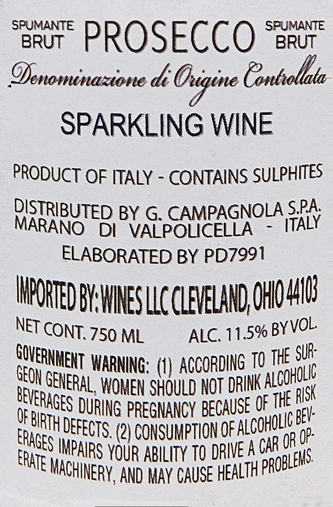 SPUMANTE BRUT PROSECCO SPUMANTE BRUT
Denominazione di Origine Controllata
SPARKLING WINE
PRODUCT OF ITALY - CONTAINS SULPHITES
DISTRIBUTED BY G. CAMPAGNOLA S.P.A.
MARANO DI VALPOLICELLA - ITALY
ELABORATED BY PD7991
IMPORTED BY: WINES LLC CLEVELAND, OHIO 44103
NET CONT. 750 ML ALC. 11.5% BY VOL.
GOVERNMENT WARNING: (1) ACCORDING TO THE SUR-
GEON GENERAL, WOMEN SHOULD NOT DRINK ALCOHOLIC
BEVERAGES DURING PREGNANCY BECAUSE OF THE RISK
OF BIRTH DEFECTS. (2) CONSUMPTION OF ALCOHOLIC BEV-
ERAGES IMPAIRS YOUR ABILITY TO DRIVE A CAR OR OP-
ERATE MACHINERY, AND MAY CAUSE HEALTH PROBLEMS.